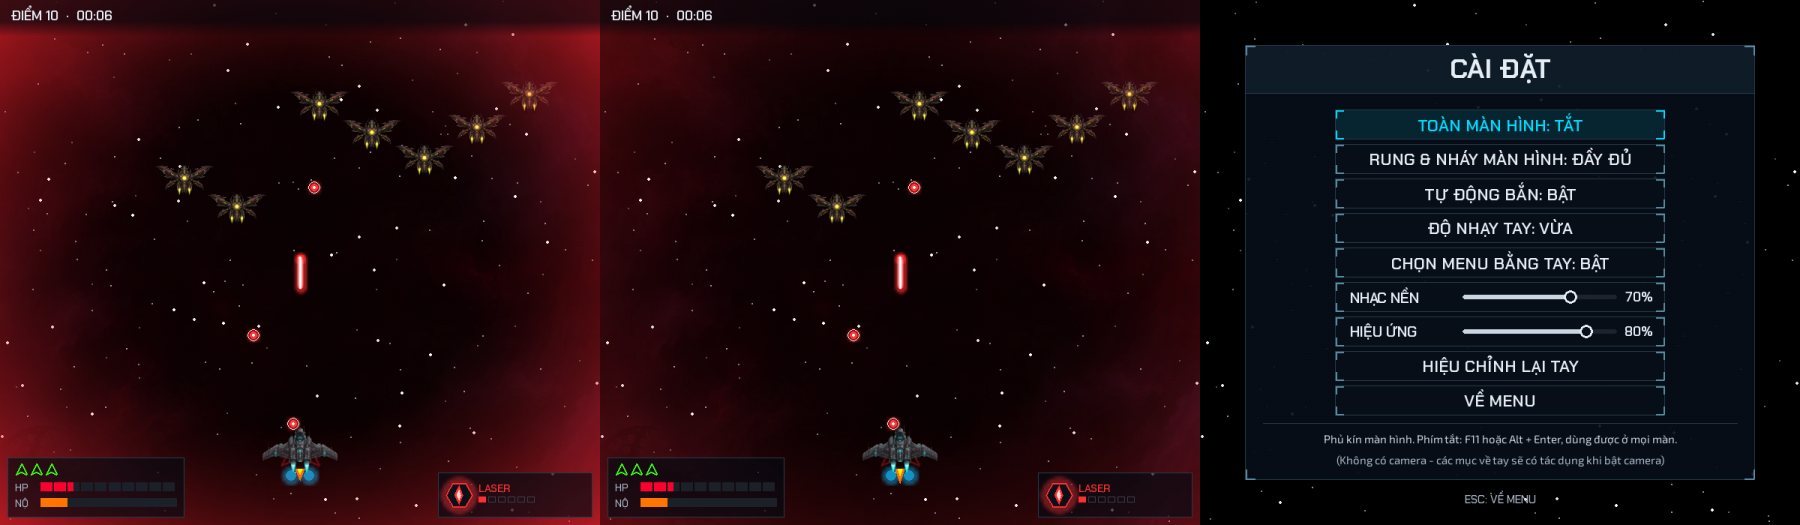 ĐIỂM 10 · 00:06
HP
NỘ
LASER
ĐIỂM 10 · 00:06
HP
NỘ
LASER
CÀI ĐẶT
TOÀN MÀN HÌNH: TẮT
RUNG & NHÁY MÀN HÌNH: ĐẦY ĐỦ
TỰ ĐỘNG BẮN: BẬT
ĐỘ NHẠY TAY: VỪA
CHỌN MENU BẰNG TAY: BẬT
NHẠC NỀN 70%
HIỆU ỨNG 80%
HIỆU CHỈNH LẠI TAY
VỀ MENU
Phủ kín màn hình. Phím tắt: F11 hoặc Alt + Enter, dùng được ở mọi màn.
(Không có camera - các mục về tay sẽ có tác dụng khi bật camera)
ESC: VỀ MENU